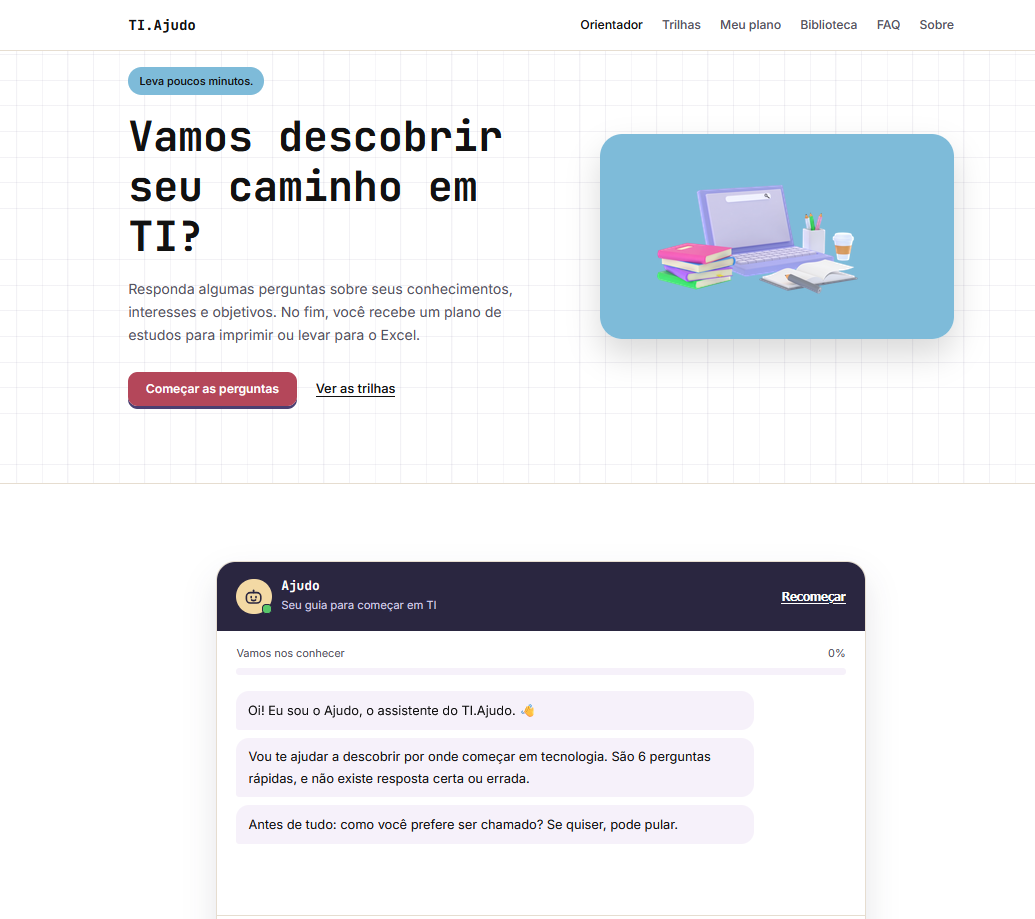 TI.Ajudo
Orientador Trilhas Meu plano Biblioteca FAQ Sobre
Leva poucos minutos.
Vamos descobrir
seu caminho em
TI?
Responda algumas perguntas sobre seus conhecimentos,
interesses e objetivos. No fim, você recebe um plano de
estudos para imprimir ou levar para o Excel.
Começar as perguntas
Ver as trilhas
Ajudo
Seu guia para começar em TI
Recomeçar
Vamos nos conhecer
0%
Oi! Eu sou o Ajudo, o assistente do TI.Ajudo. 👋
Vou te ajudar a descobrir por onde começar em tecnologia. São 6 perguntas
rápidas, e não existe resposta certa ou errada.
Antes de tudo: como você prefere ser chamado? Se quiser, pode pular.